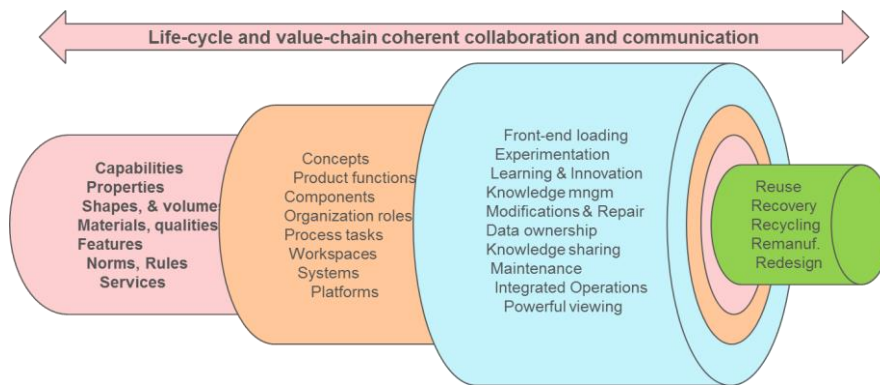 Life-cycle and value-chain coherent collaboration and communication
Capabilities
Properties
Shapes, & volumes
Materials, qualities
Features
Norms, Rules
Services
Concepts
Product functions
Components
Organization roles
Process tasks
Workspaces
Systems
Platforms
Front-end loading
Experimentation
Learning & Innovation
Knowledge mngm
Modifications & Repair
Data ownership
Knowledge sharing
Maintenance
Integrated Operations
Powerful viewing
Reuse
Recovery
Recycling
Remanuf.
Redesign